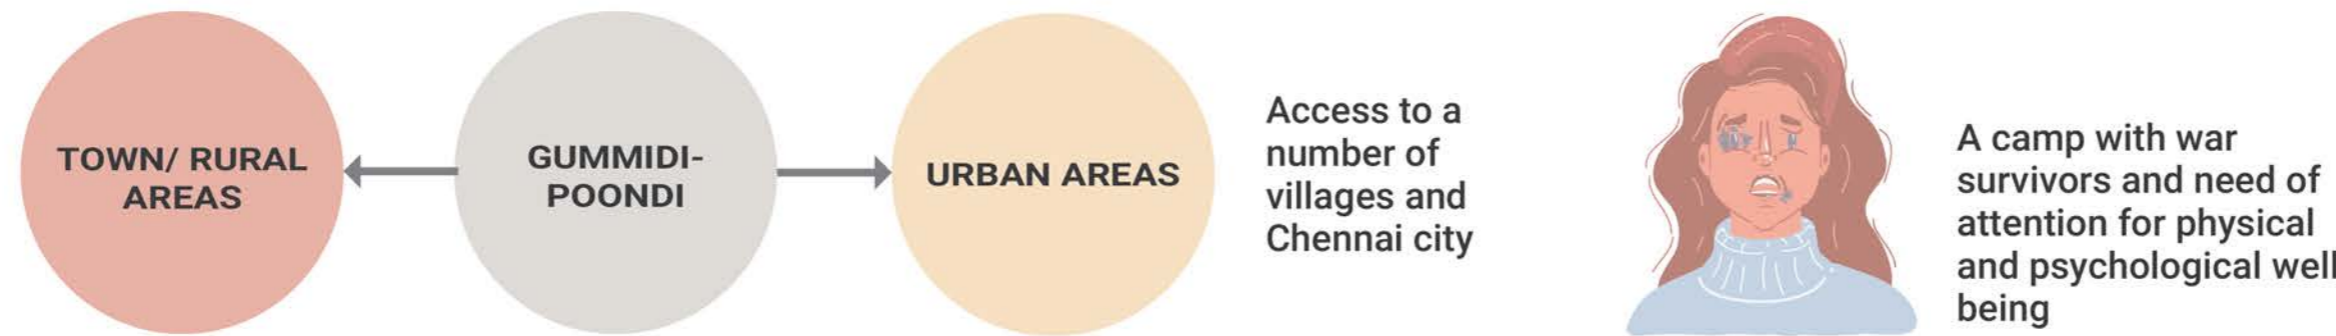 TOWN/ RURAL
AREAS
GUMMIDI-
POONDI
URBAN AREAS
Access to a
number of
villages and
Chennai city
A camp with war
survivors and need of
attention for physical
and psychological well
being